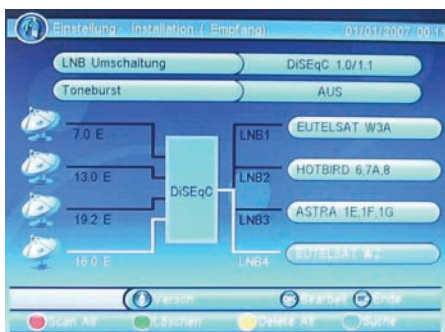 Einstellung - Installation ( Empfang) 01/01/2007 00:11
LNB Umschaltung DiSEqC 1.0/1.1
Toneburst AUS
7.0 E LNB1 EUTELSAT W3A
13.0 E LNB2 HOTBIRD 6,7A,8
DiSEqC
19.2 E LNB3 ASTRA 1E,1F,1G
16.0 E LNB4 EUTELSAT W2
Versch. OK Bearbeit Ende
Scan All Löschen Delete All Suche